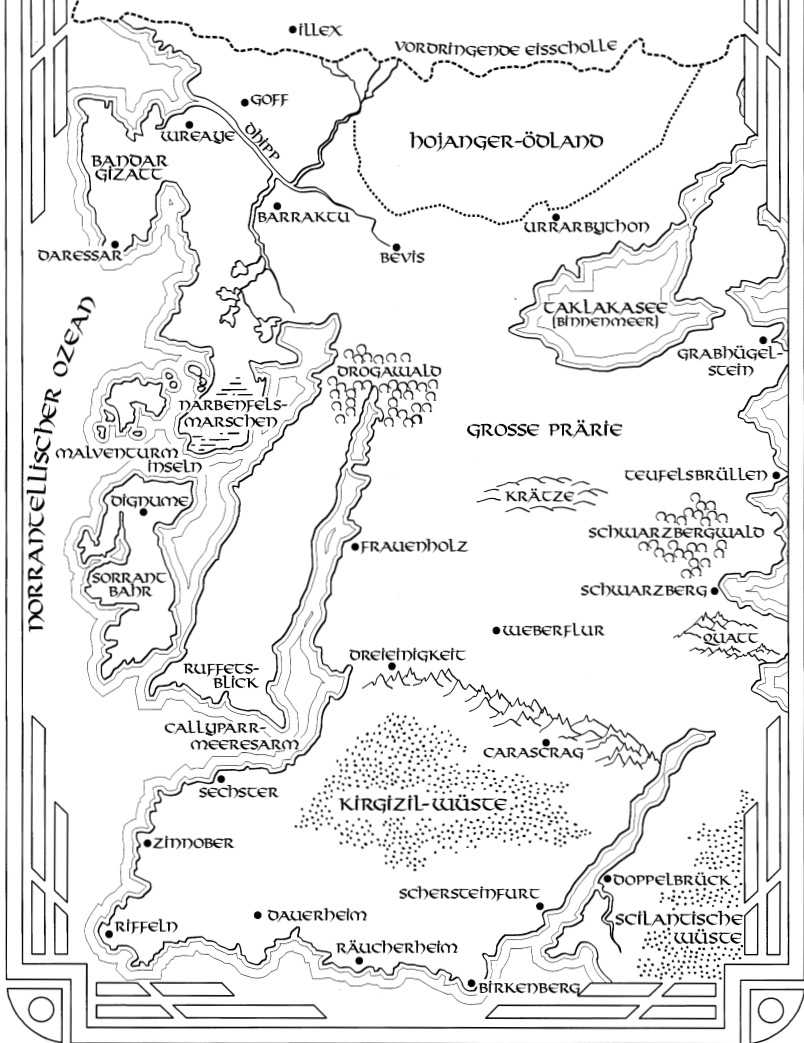 ILLEX
VORDRINGENDE EISSCHOLLE
GOFF
WREAYE
DHIPP
HOJANGER-ÖDLAND
BANDAR
GIZATT
BARRAKTU
URRARBYTHON
DARESSAR
BEVIS
TAKLAKASEE
(BINNENMEER)
GRABHÜGEL-
STEIN
NORRANTELLISCHER OZEAN
DROGAWALD
NARBENFELS-
MARSCHEN
GROSSE PRÄRIE
MALVENTURM
INSELN
TEUFELSBRÜLLEN
DIGNUME
KRÄTZE
SCHWARZBERGWALD
FRAUENHOLZ
SORRANT
BAHR
SCHWARZBERG
WEBERFLUR
QUATT
DREIEINIGKEIT
RUFFETS-
BLICK
CALLYPARR-
MEERESARM
CARASCRAG
SECHSTER
KIRGIZIL-WÜSTE
ZINNOBER
DOPPELBRÜCK
SCHERSTEINFURT
DAUERHEIM
SCILANTISCHE
WÜSTE
RIFFELN
RÄUCHERHEIM
BIRKENBERG